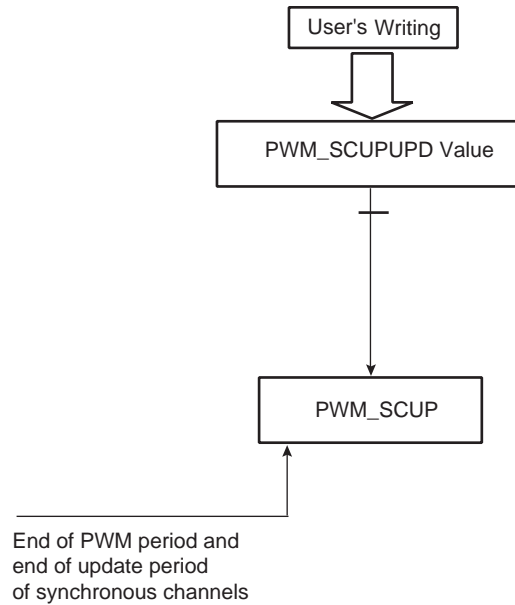 User's Writing
PWM_SCUPUPD Value
PWM_SCUP
End of PWM period and
end of update period
of synchronous channels